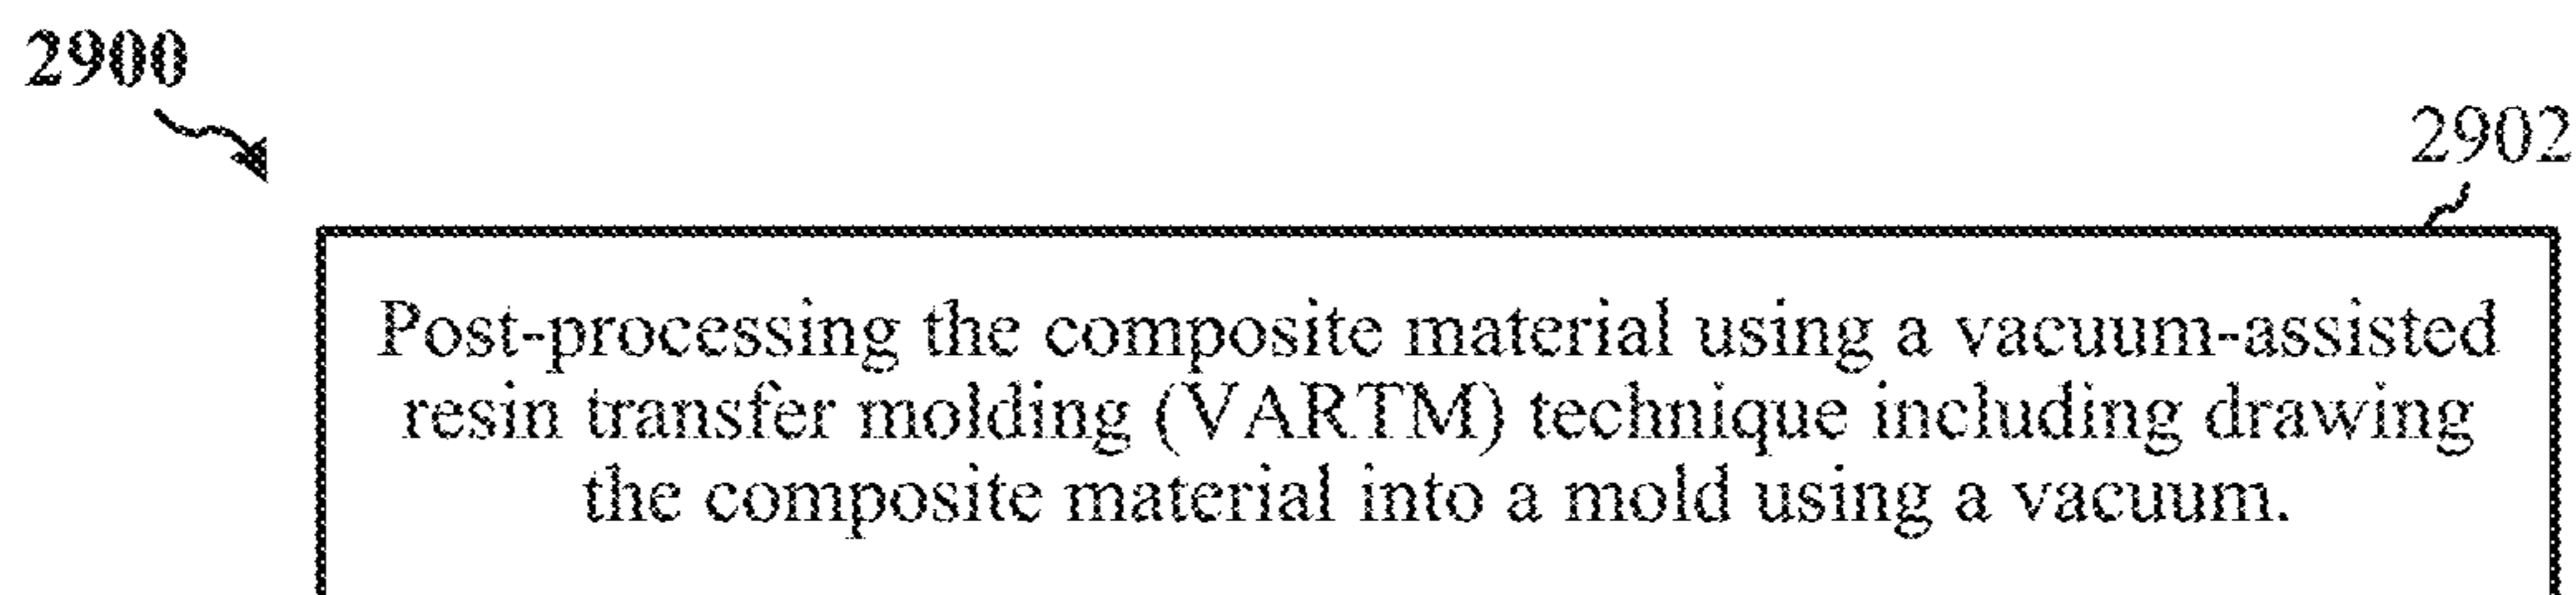 2900
2902
Post-processing the composite material using a vacuum-assisted
resin transfer molding (VARTM) technique including drawing
the composite material into a mold using a vacuum.